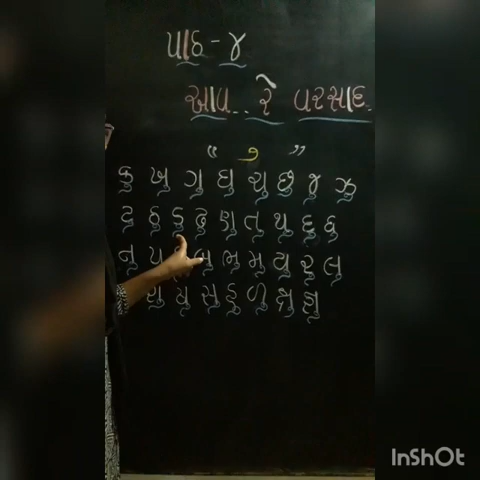 પાઠ - ૪
આવ.. રે વરસાદ.
“ ુ ”
કુ ખુ ગુ ઘુ ચુ છુ જુ ઝુ
ટુ ઠુ ડુ ઢુ ણુ તુ થુ દુ ધુ
નુ પુ બુ ભુ મુ યુ રુ લુ
શુ ષુ સુ હુ ળુ ક્ષુ જ્ઞુ
InShOt